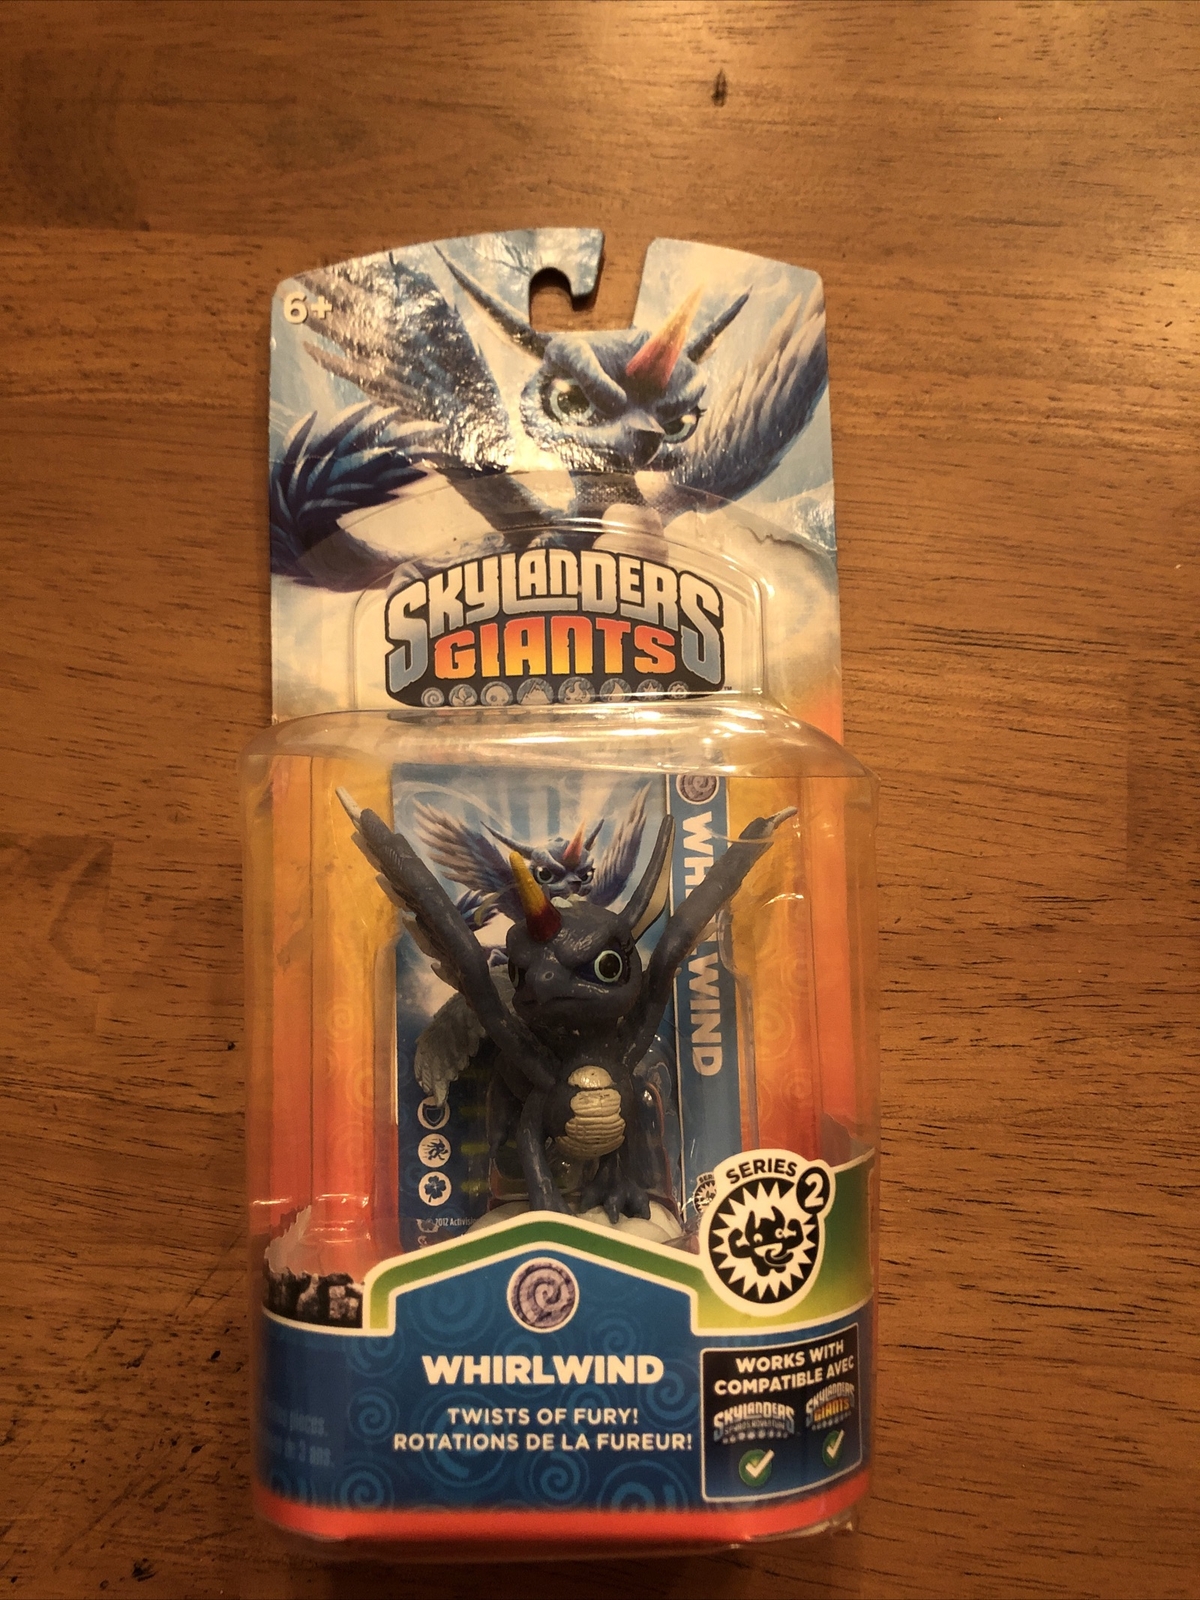 6+
SKYLANDERS
GIANTS
WHIRLWIND
2012
SERIES 2
WHIRLWIND
TWISTS OF FURY!
ROTATIONS DE LA FUREUR!
WORKS WITH
COMPATIBLE AVEC
SKYLANDERS
SKYLANDERS
GIANTS